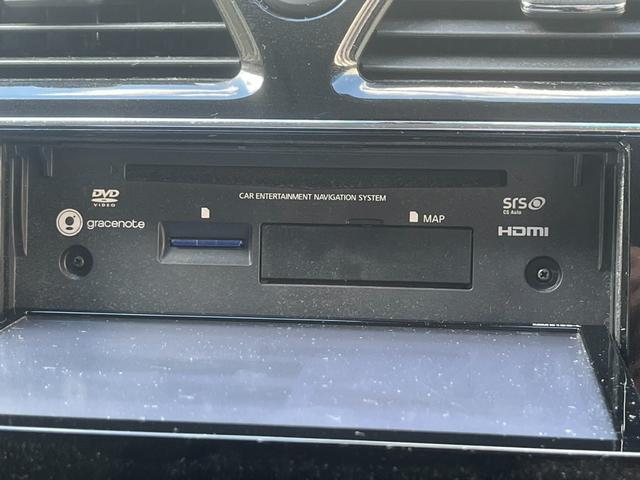 DVD
VIDEO
CAR ENTERTAINMENT NAVIGATION SYSTEM
SRS
CS Auto
gracenote
MAP
HDMI